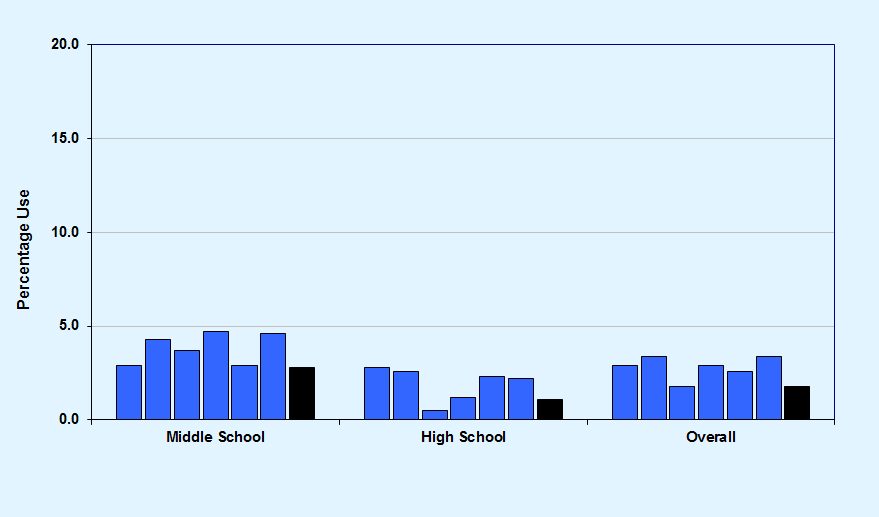 20.0
15.0
10.0
5.0
0.0
Percentage Use
Middle School
High School
Overall